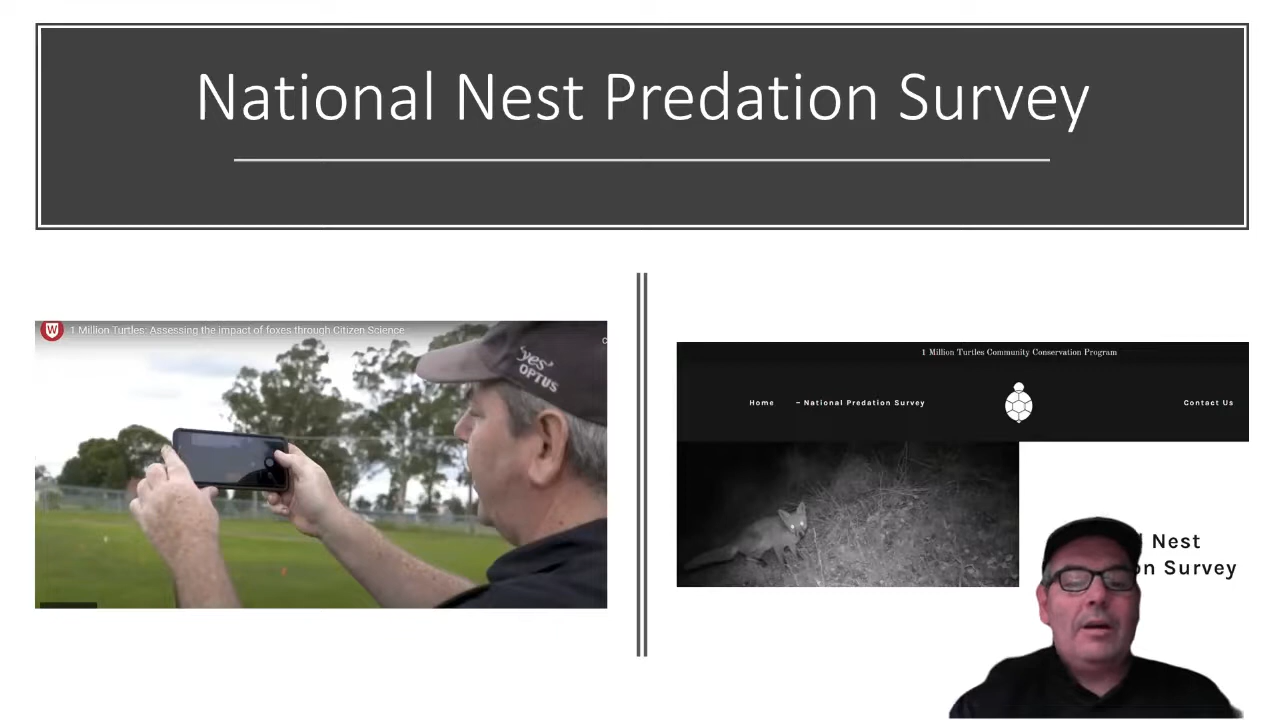 National Nest Predation Survey
W
1 Million Turtles: Assessing the impact of foxes through Citizen Science
C
'yes'
OPTUS
1 Million Turtles Community Conservation Program
Home
– National Predation Survey
Contact Us
Nest
on Survey